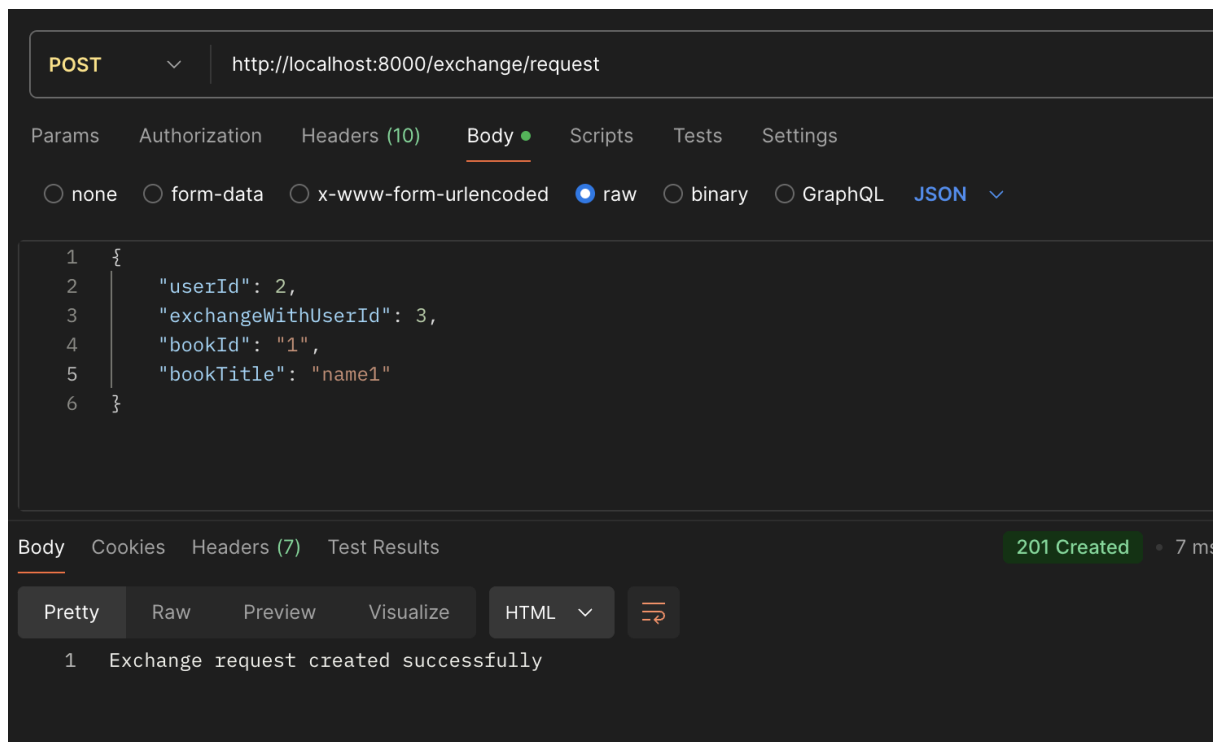 POST http://localhost:8000/exchange/request
Params Authorization Headers (10) Body Scripts Tests Settings
none form-data x-www-form-urlencoded raw binary GraphQL JSON
1 {
2 "userId": 2,
3 "exchangeWithUserId": 3,
4 "bookId": "1",
5 "bookTitle": "name1"
6 }
Body Cookies Headers (7) Test Results 201 Created • 7 ms
Pretty Raw Preview Visualize HTML
1 Exchange request created successfully